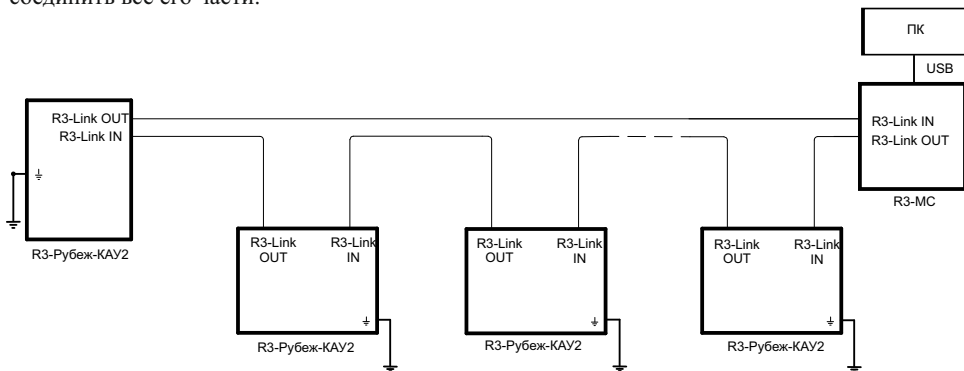 соединить все его части.
ПК
USB
R3-Link OUT
R3-Link IN
R3-Link IN
R3-Link OUT
R3-МС
R3-Рубеж-КАУ2
R3-Link OUT
R3-Link IN
R3-Link OUT
R3-Link IN
R3-Link OUT
R3-Link IN
R3-Рубеж-КАУ2
R3-Рубеж-КАУ2
R3-Рубеж-КАУ2